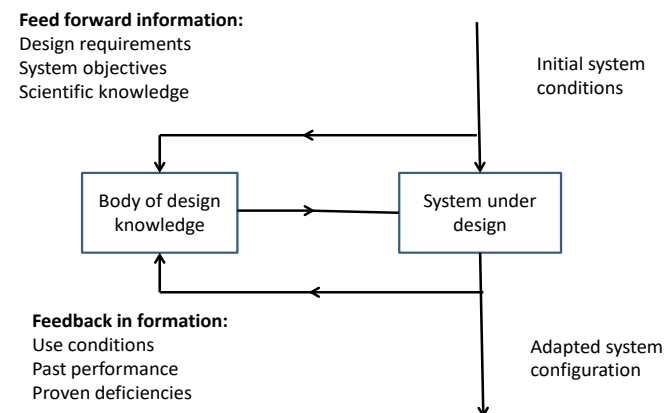 Feed forward information:
Design requirements
System objectives
Scientific knowledge
Initial system
conditions
Body of design
knowledge
System under
design
Feedback in formation:
Use conditions
Past performance
Proven deficiencies
Adapted system
configuration